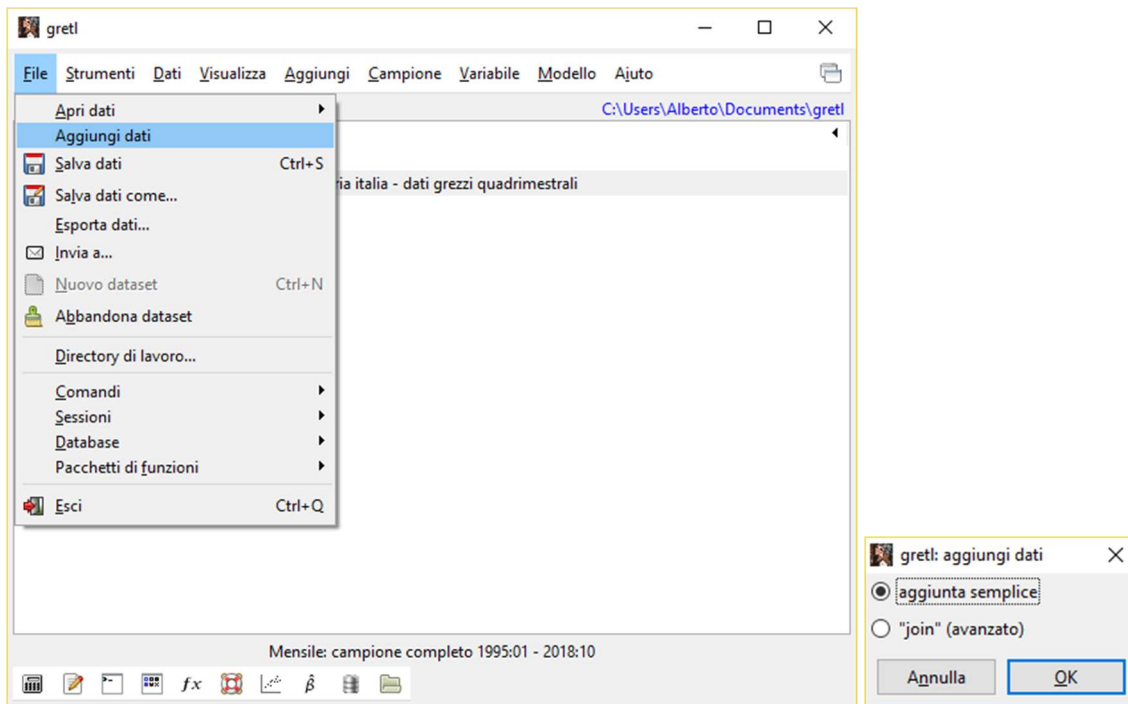 gretl
File Strumenti Dati Visualizza Aggiungi Campione Variabile Modello Aiuto
C:\Users\Alberto\Documents\gretl
Apri dati
Aggiungi dati
Salva dati Ctrl+S
Salva dati come...
ria italia - dati grezzi quadrimestrali
Esporta dati...
Invia a...
Nuovo dataset Ctrl+N
Abbandona dataset
Directory di lavoro...
Comandi
Sessioni
Database
Pacchetti di funzioni
Esci Ctrl+Q
Mensile: campione completo 1995:01 - 2018:10
fx β̂
gretl: aggiungi dati
aggiunta semplice
"join" (avanzato)
Annulla OK